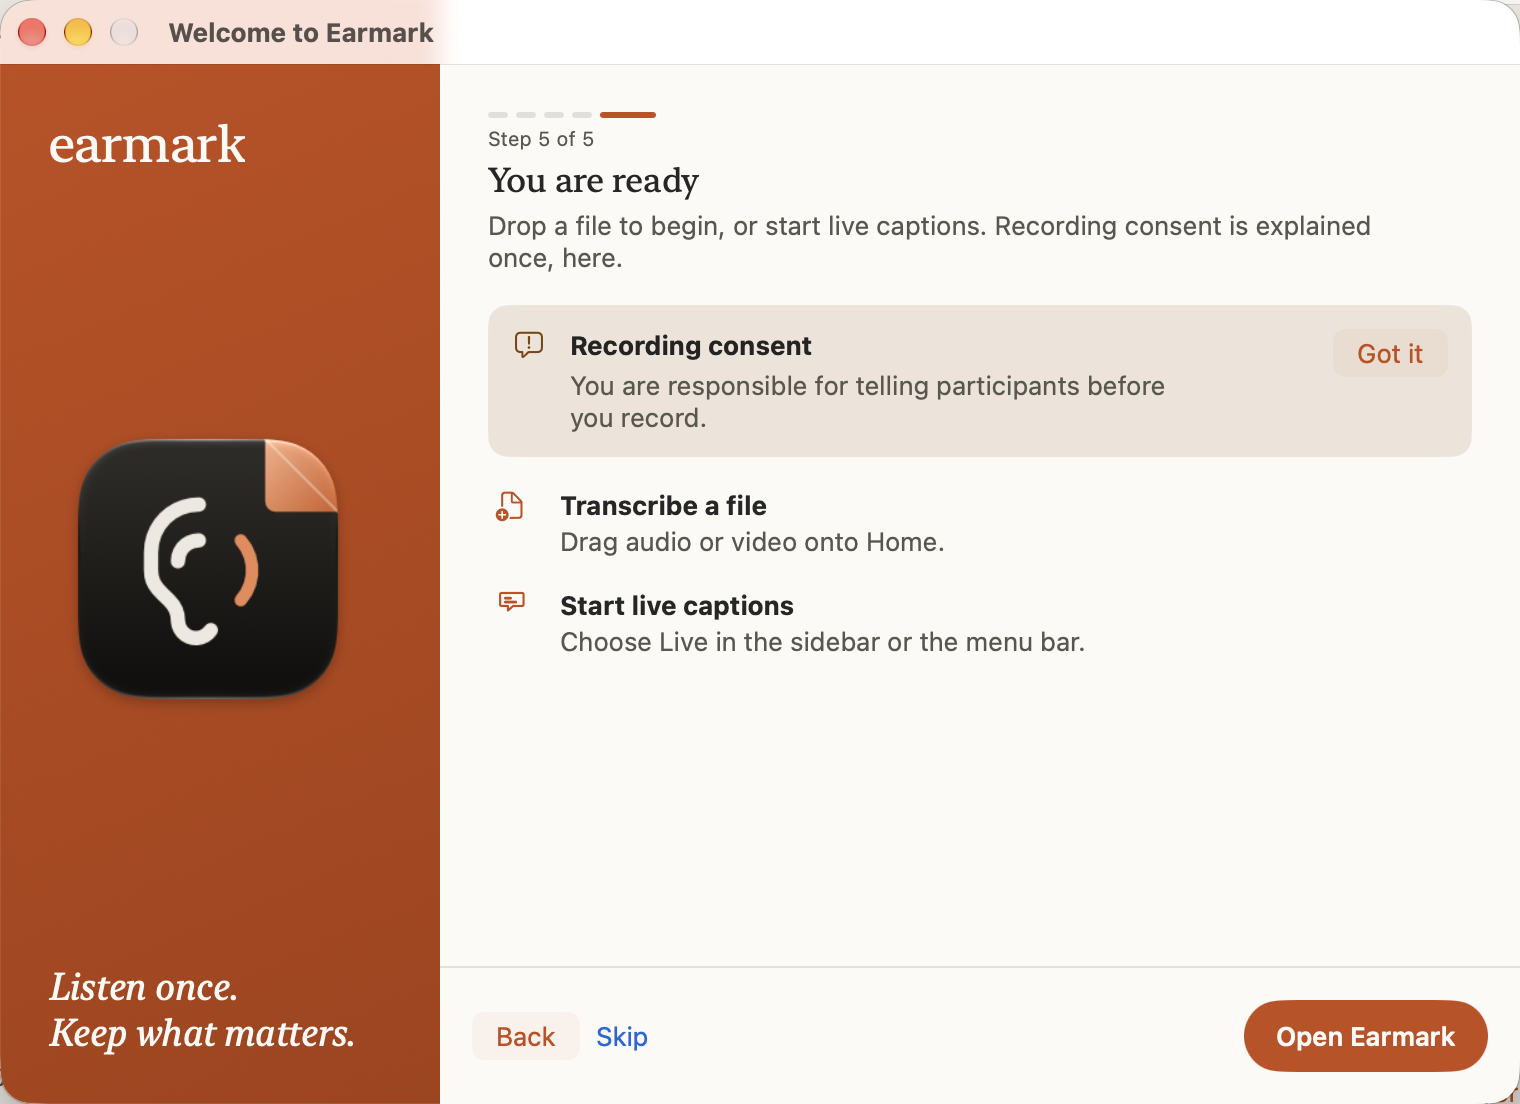 Welcome to Earmark
earmark
Listen once.
Keep what matters.
Step 5 of 5
You are ready
Drop a file to begin, or start live captions. Recording consent is explained
once, here.
Recording consent
You are responsible for telling participants before
you record.
Got it
Transcribe a file
Drag audio or video onto Home.
Start live captions
Choose Live in the sidebar or the menu bar.
Back
Skip
Open Earmark